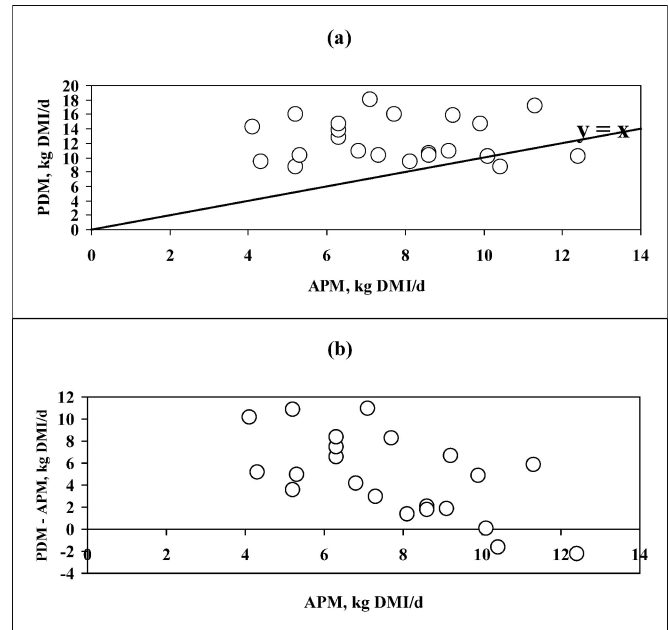 (a)
PDM, kg DMI/d
20
18
16
14
12
10
8
6
4
2
0
y = x
0 2 4 6 8 10 12 14
APM, kg DMI/d
(b)
PDM - APM, kg DMI/d
12
10
8
6
4
2
0
-2
-4
0 2 4 6 8 10 12 14
APM, kg DMI/d